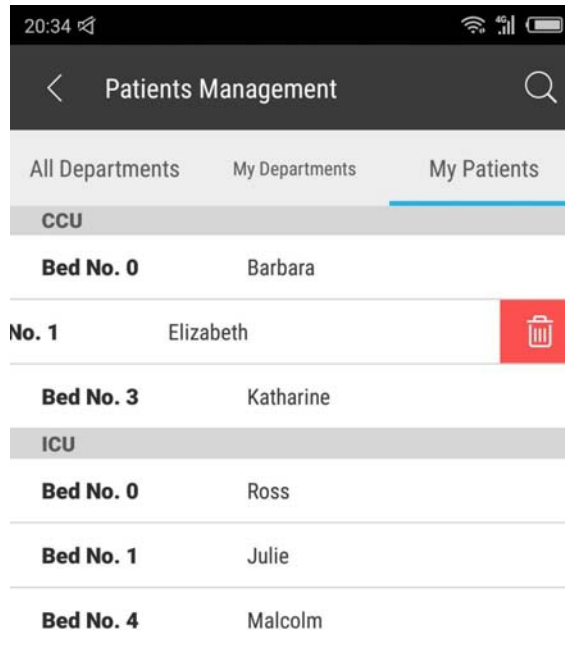 20:34 4G
Patients Management
All Departments My Departments My Patients
CCU
Bed No. 0 Barbara
No. 1 Elizabeth
Bed No. 3 Katharine
ICU
Bed No. 0 Ross
Bed No. 1 Julie
Bed No. 4 Malcolm